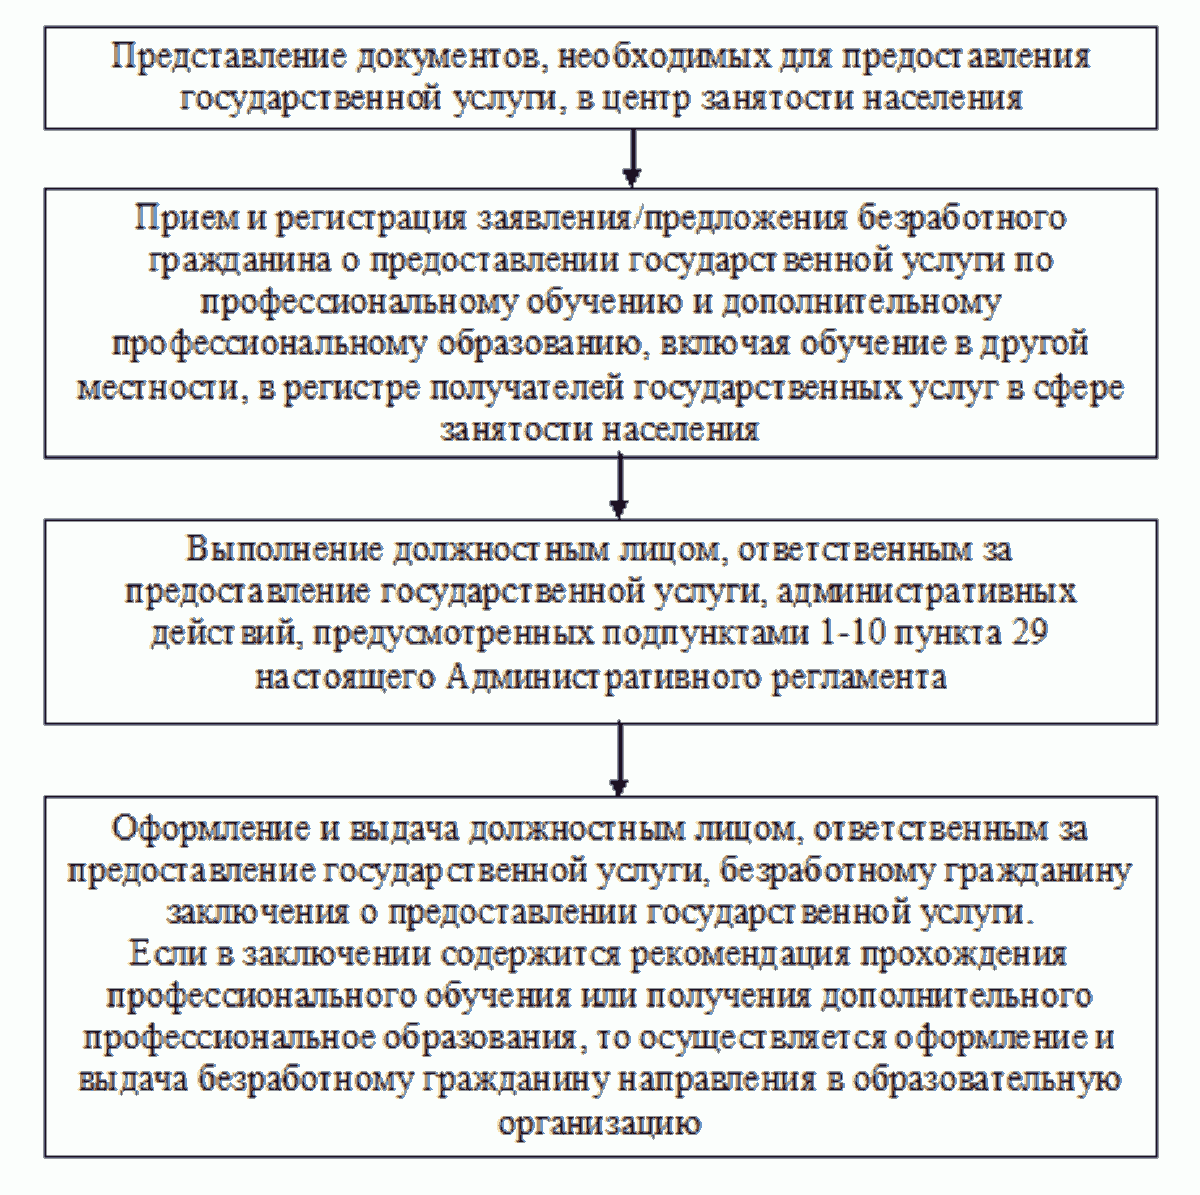 Представление документов, необходимых для предоставления
государственной услуги, в центр занятости населения
Прием и регистрация заявления/предложения безработного
гражданина о предоставлении государственной услуги по
профессиональному обучению и дополнительному
профессиональному образованию, включая обучение в другой
местности, в регистре получателей государственных услуг в сфере
занятости населения
Выполнение должностным лицом, ответственным за
предоставление государственной услуги, административных
действий, предусмотренных подпунктами 1-10 пункта 29
настоящего Административного регламента
Оформление и выдача должностным лицом, ответственным за
предоставление государственной услуги, безработному гражданину
заключения о предоставлении государственной услуги.
Если в заключении содержится рекомендация прохождения
профессионального обучения или получения дополнительного
профессиональное образования, то осуществляется оформление и
выдача безработному гражданину направления в образовательную
организацию